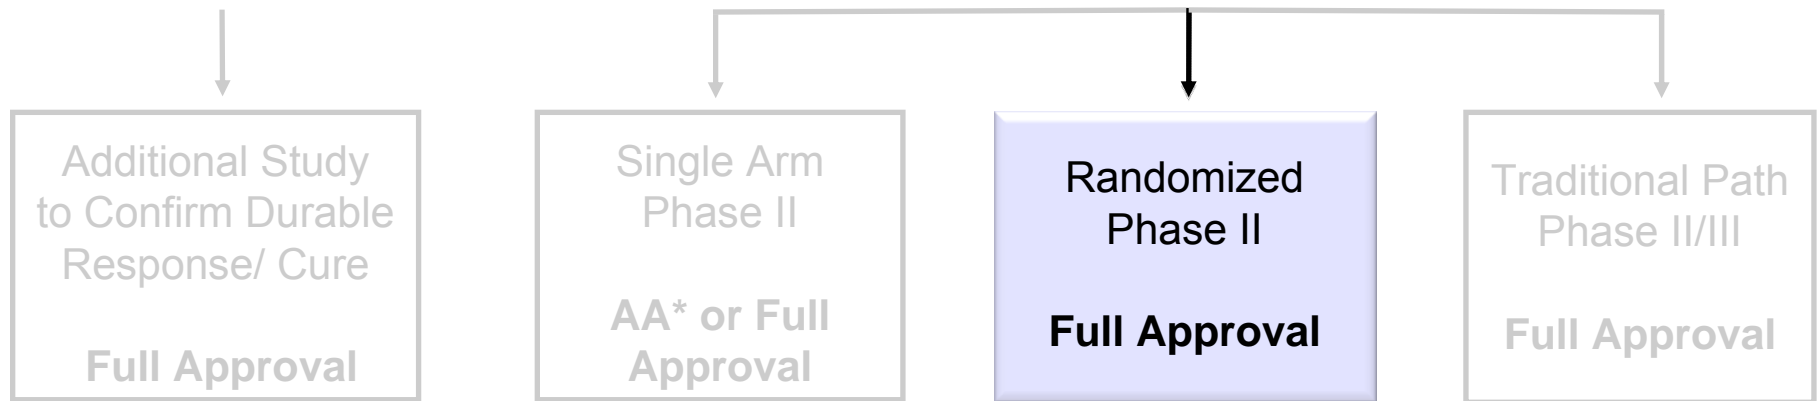 Additional Study
to Confirm Durable
Response/ Cure
Full Approval
Single Arm
Phase II
AA* or Full
Approval
Randomized
Phase II
Full Approval
Traditional Path
Phase II/III
Full Approval